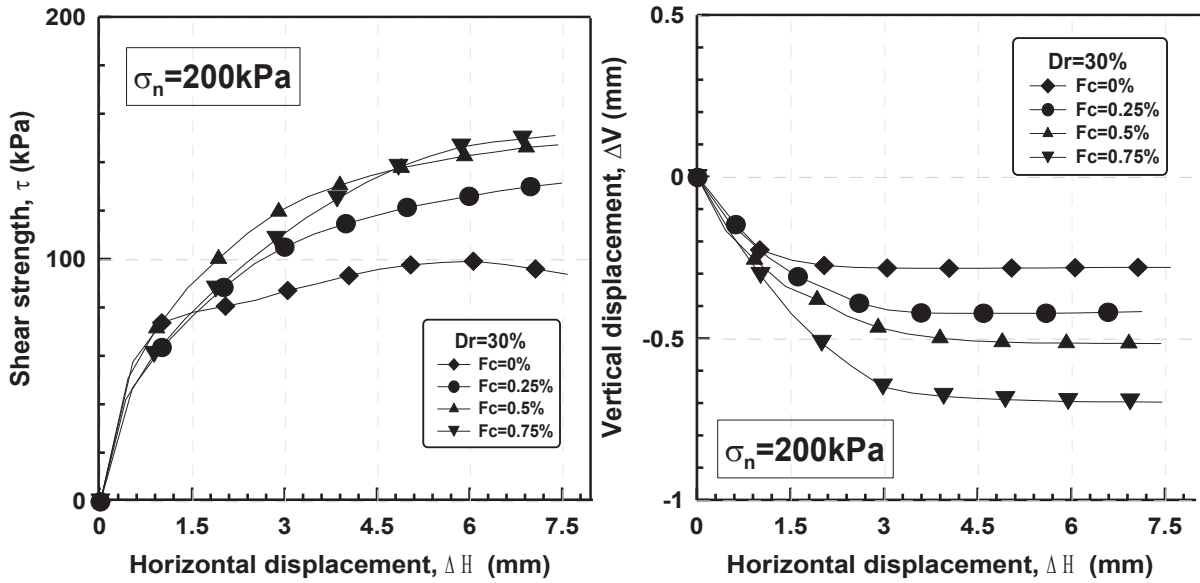 200
100
0
0
1.5
3
4.5
6
7.5
Shear strength, τ (kPa)
Horizontal displacement, Δ H (mm)
σn=200kPa
Dr=30%
Fc=0%
Fc=0.25%
Fc=0.5%
Fc=0.75%
0.5
0
-0.5
-1
0
1.5
3
4.5
6
7.5
Vertical displacement, ΔV (mm)
Horizontal displacement, Δ H (mm)
Dr=30%
Fc=0%
Fc=0.25%
Fc=0.5%
Fc=0.75%
σn=200kPa